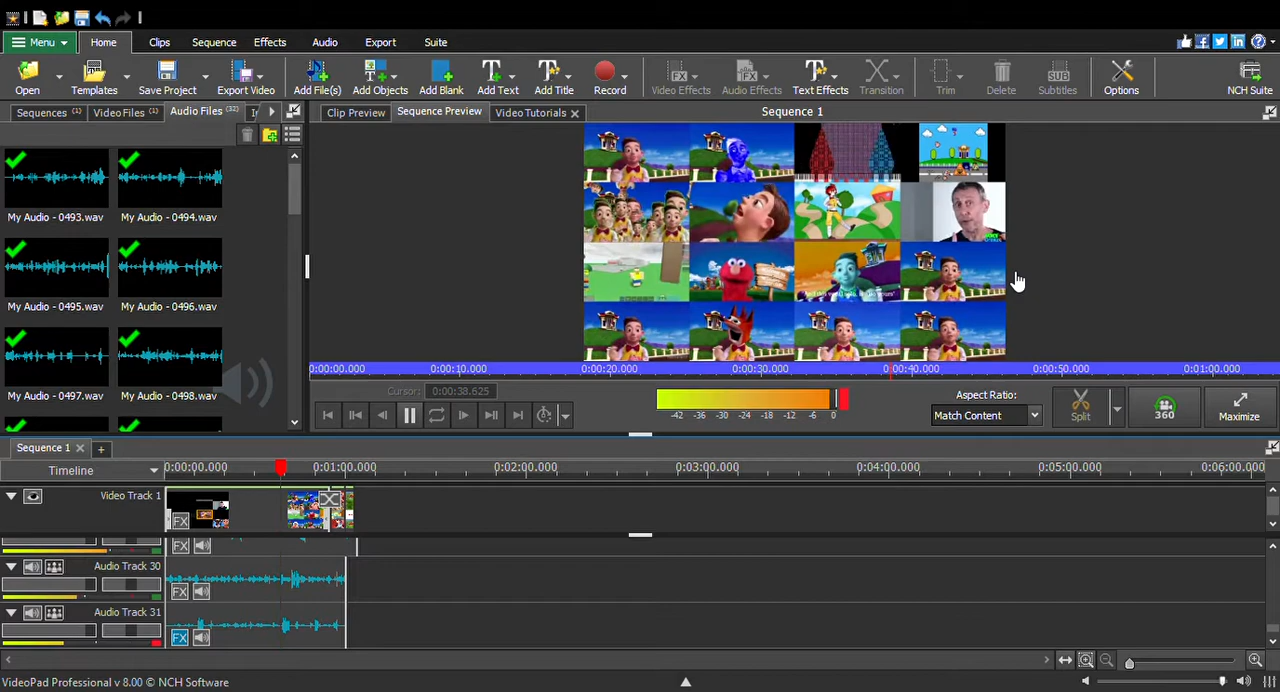 Menu Home Clips Sequence Effects Audio Export Suite
Open Templates Save Project Export Video Add File(s) Add Objects Add Blank Add Text Add Title Record Video Effects Audio Effects Text Effects Transition Trim Delete Subtitles Options NCH Suite
Sequences (1) Video Files (1) Audio Files (32)
Clip Preview Sequence Preview Video Tutorials
Sequence 1
My Audio - 0493.wav My Audio - 0494.wav
My Audio - 0495.wav My Audio - 0496.wav
My Audio - 0497.wav My Audio - 0498.wav
0:00:00.000 0:00:10.000 0:00:20.000 0:00:30.000 0:00:40.000 0:00:50.000 0:01:00.000
Cursor: 0:00:38.625
-42 -36 -30 -24 -18 -12 -6 0
Aspect Ratio:
Match Content
Split 360 Maximize
Sequence 1
Timeline 0:00:00.000 0:01:00.000 0:02:00.000 0:03:00.000 0:04:00.000 0:05:00.000 0:06:00.000
Video Track 1
FX
FX
Audio Track 30
FX
Audio Track 31
FX
VideoPad Professional v 8.00 © NCH Software